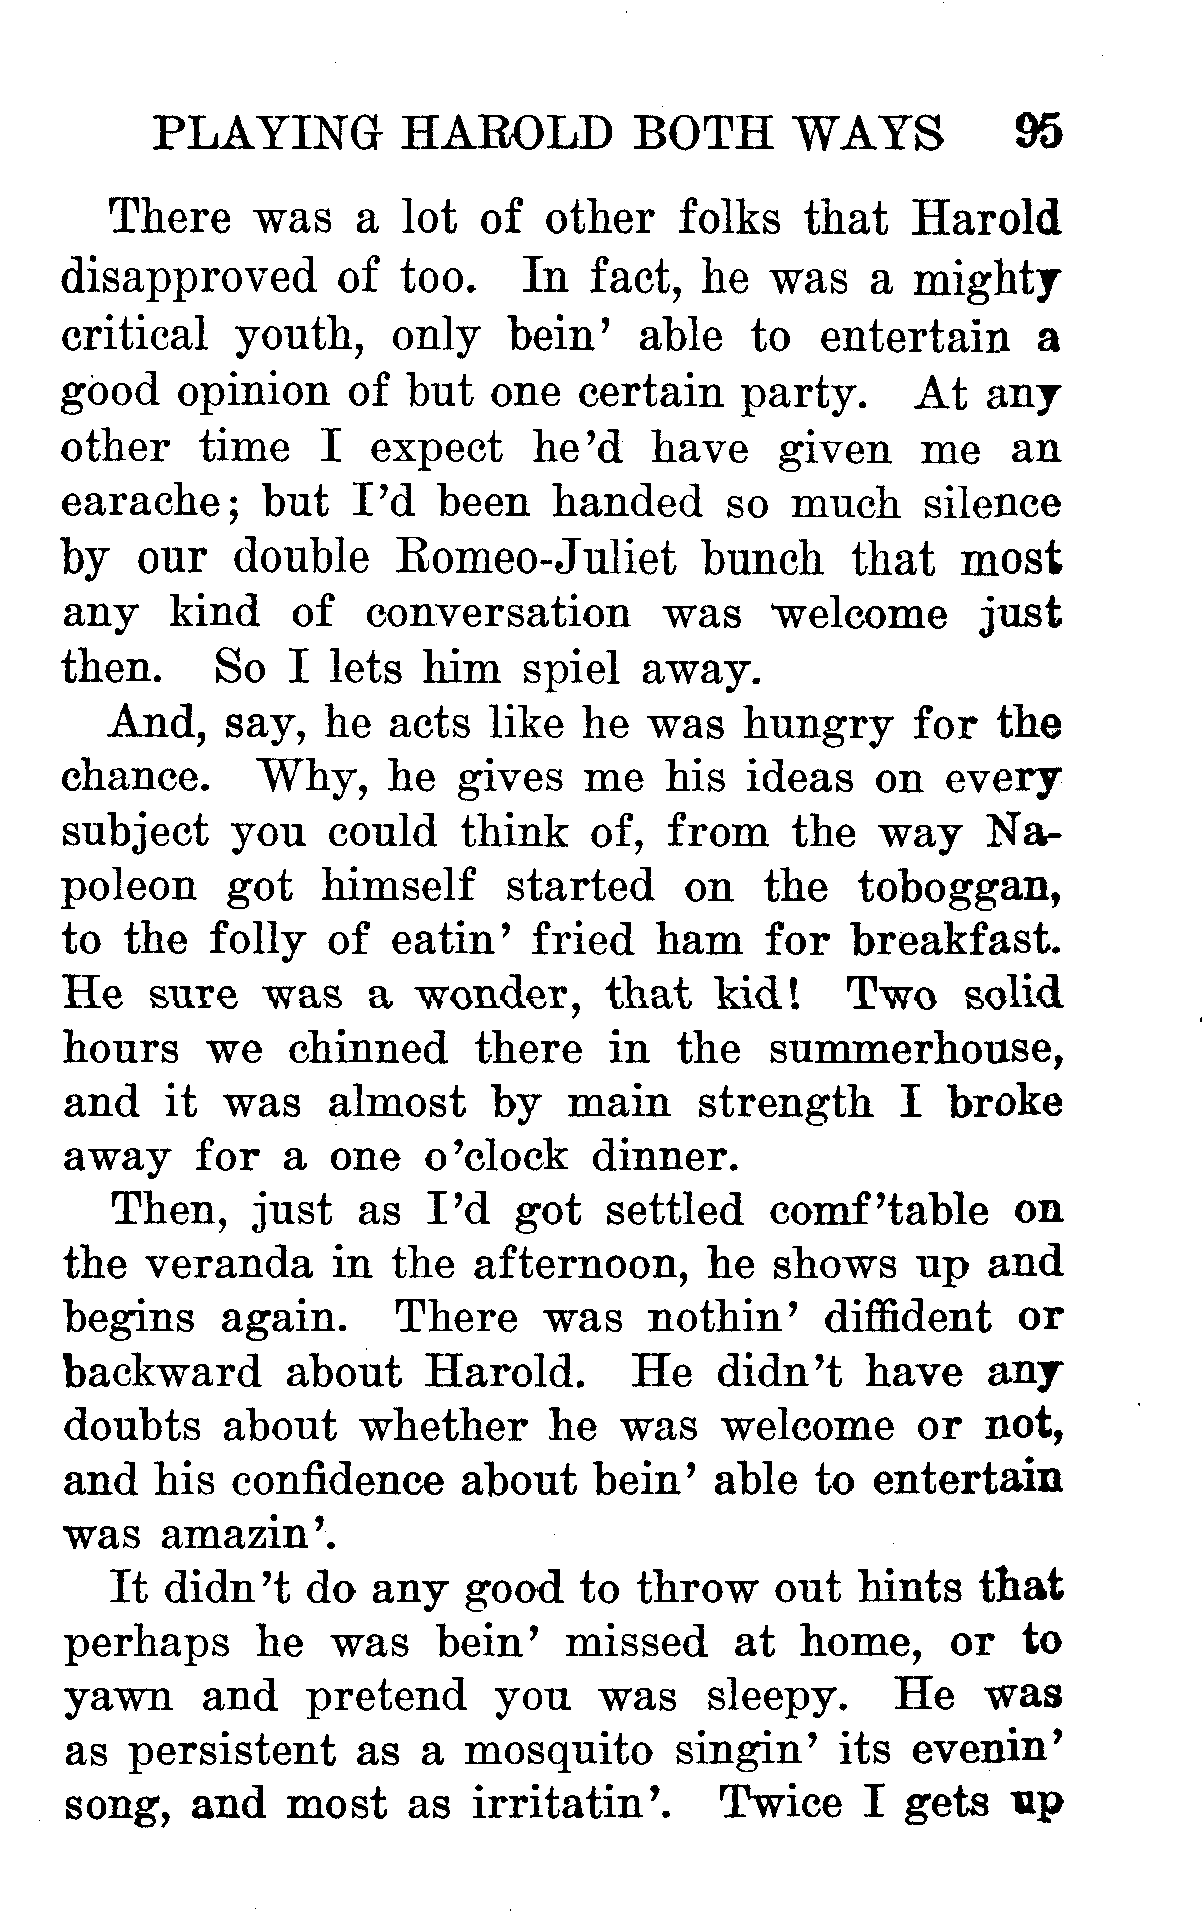 PLAYING HAROLD BOTH WAYS 95
There was a lot of other folks that Harold
disapproved of too. In fact, he was a mighty
critical youth, only bein' able to entertain a
good opinion of but one certain party. At any
other time I expect he'd have given me an
earache; but I'd been handed so much silence
by our double Romeo-Juliet bunch that most
any kind of conversation was welcome just
then. So I lets him spiel away.
And, say, he acts like he was hungry for the
chance. Why, he gives me his ideas on every
subject you could think of, from the way Na-
poleon got himself started on the toboggan,
to the folly of eatin' fried ham for breakfast.
He sure was a wonder, that kid! Two solid
hours we chinned there in the summerhouse,
and it was almost by main strength I broke
away for a one o'clock dinner.
Then, just as I'd got settled comf'table on
the veranda in the afternoon, he shows up and
begins again. There was nothin' diffident or
backward about Harold. He didn't have any
doubts about whether he was welcome or not,
and his confidence about bein' able to entertain
was amazin'.
It didn't do any good to throw out hints that
perhaps he was bein' missed at home, or to
yawn and pretend you was sleepy. He was
as persistent as a mosquito singin' its evenin'
song, and most as irritatin'. Twice I gets up